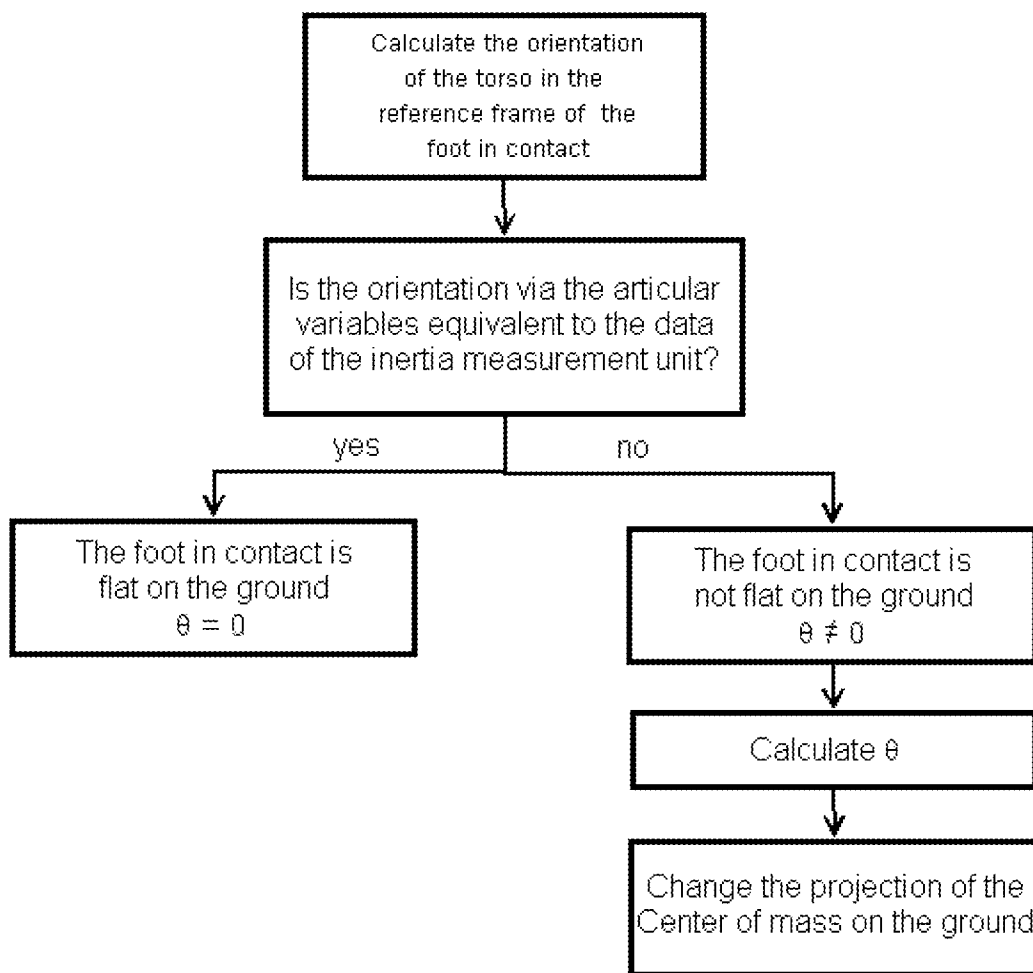 Calculate the orientation
of the torso in the
reference frame of the
foot in contact
Is the orientation via the articular
variables equivalent to the data
of the inertia measurement unit?
yes
no
The foot in contact is
flat on the ground
θ = 0
The foot in contact is
not flat on the ground
θ ≠ 0
Calculate θ
Change the projection of the
Center of mass on the ground